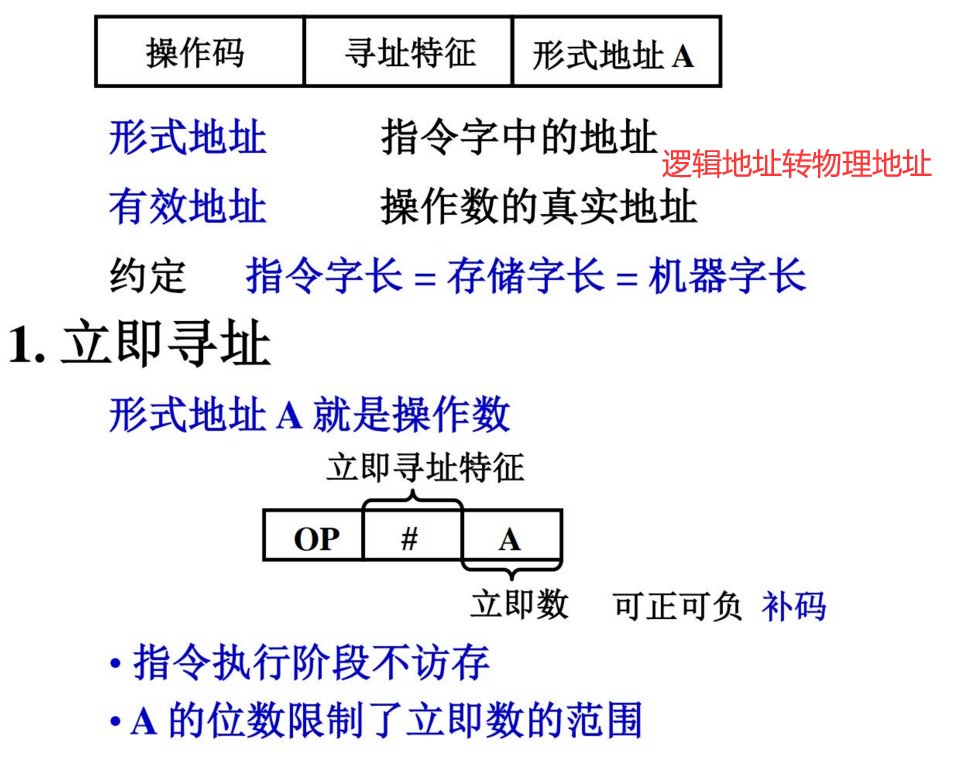 操作码 寻址特征 形式地址 A
形式地址 指令字中的地址
逻辑地址转物理地址
有效地址 操作数的真实地址
约定 指令字长 = 存储字长 = 机器字长
1. 立即寻址
形式地址 A 就是操作数
立即寻址特征
OP # A
立即数 可正可负 补码
• 指令执行阶段不访存
• A 的位数限制了立即数的范围